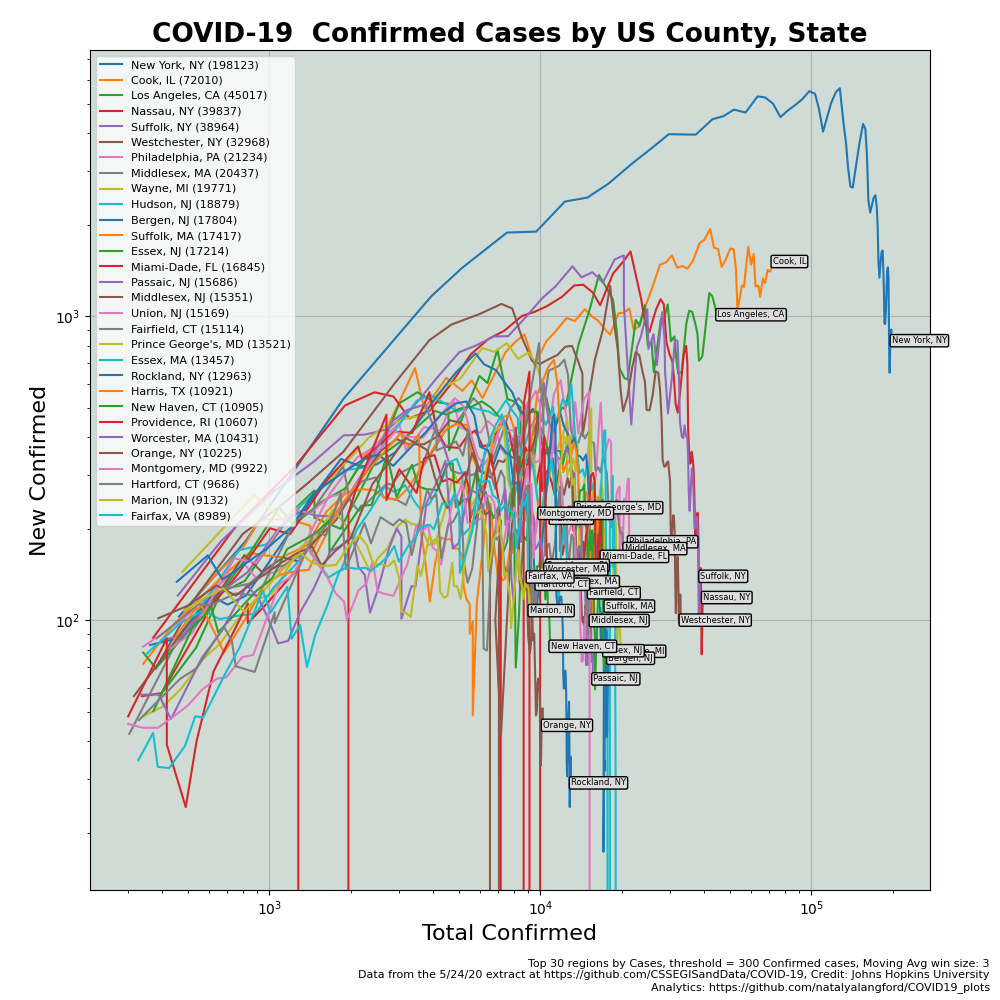 COVID-19  Confirmed Cases by US County, State
New York, NY (198123)
Cook, IL (72010)
Los Angeles, CA (45017)
Nassau, NY (39837)
Suffolk, NY (38964)
Westchester, NY (32968)
Philadelphia, PA (21234)
Middlesex, MA (20437)
Wayne, MI (19771)
Hudson, NJ (18879)
Bergen, NJ (17804)
Suffolk, MA (17417)
Essex, NJ (17214)
Miami-Dade, FL (16845)
Passaic, NJ (15686)
Middlesex, NJ (15351)
Union, NJ (15169)
Fairfield, CT (15114)
Prince George's, MD (13521)
Essex, MA (13457)
Rockland, NY (12963)
Harris, TX (10921)
New Haven, CT (10905)
Providence, RI (10607)
Worcester, MA (10431)
Orange, NY (10225)
Montgomery, MD (9922)
Hartford, CT (9686)
Marion, IN (9132)
Fairfax, VA (8989)
Cook, IL
Los Angeles, CA
New York, NY
Prince George's, MD
Montgomery, MD
Philadelphia, PA
Middlesex, MA
Miami-Dade, FL
Worcester, MA
Fairfax, VA
Hartford, CT
Suffolk, NY
Fairfield, CT
Nassau, NY
Suffolk, MA
Marion, IN
Middlesex, NJ
Westchester, NY
New Haven, CT
Bergen, NJ
Passaic, NJ
Orange, NY
Rockland, NY
New Confirmed
10³
10²
10³
10⁴
10⁵
Total Confirmed
Top 30 regions by Cases, threshold = 300 Confirmed cases, Moving Avg win size: 3
Data from the 5/24/20 extract at https://github.com/CSSEGISandData/COVID-19, Credit: Johns Hopkins University
Analytics: https://github.com/natalyalangford/COVID19_plots